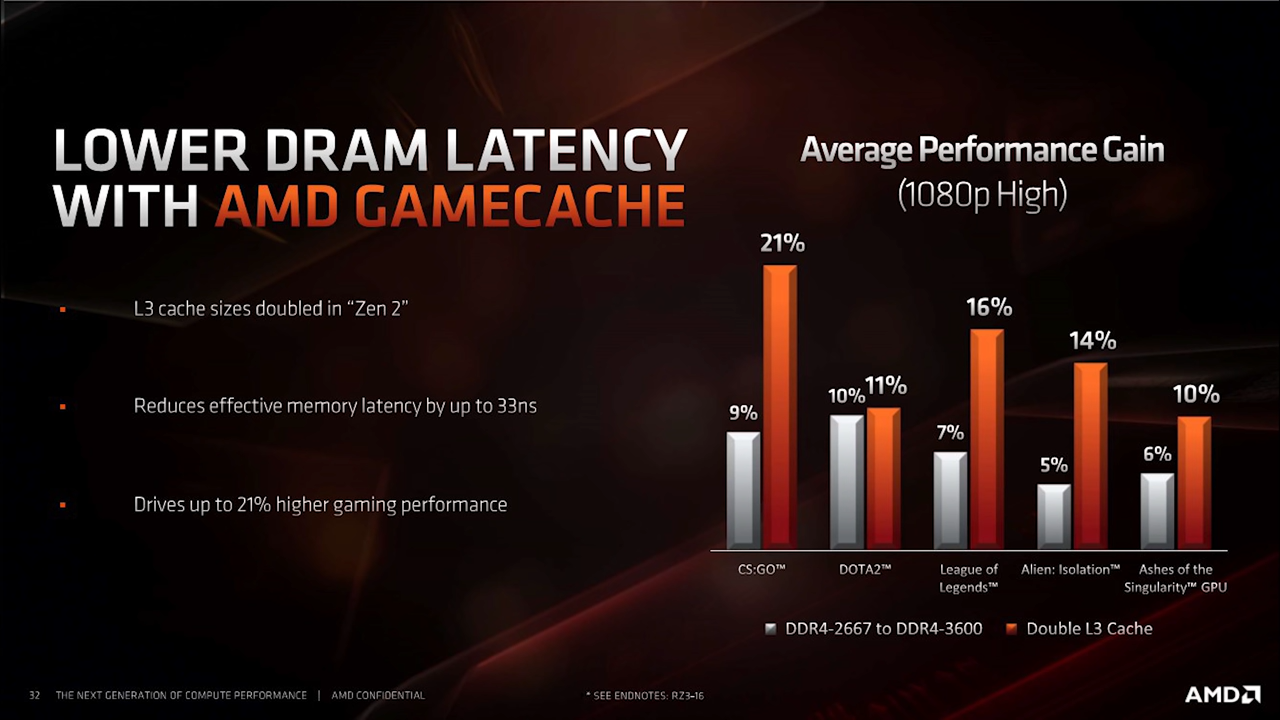 LOWER DRAM LATENCY
WITH AMD GAMECACHE
L3 cache sizes doubled in “Zen 2”
Reduces effective memory latency by up to 33ns
Drives up to 21% higher gaming performance
Average Performance Gain
(1080p High)
9%
21%
10%
11%
7%
16%
5%
14%
6%
10%
CS:GO™
DOTA2™
League of
Legends™
Alien: Isolation™
Ashes of the
Singularity™ GPU
DDR4-2667 to DDR4-3600
Double L3 Cache
32 THE NEXT GENERATION OF COMPUTE PERFORMANCE | AMD CONFIDENTIAL
* SEE ENDNOTES: RZ3-16
AMD